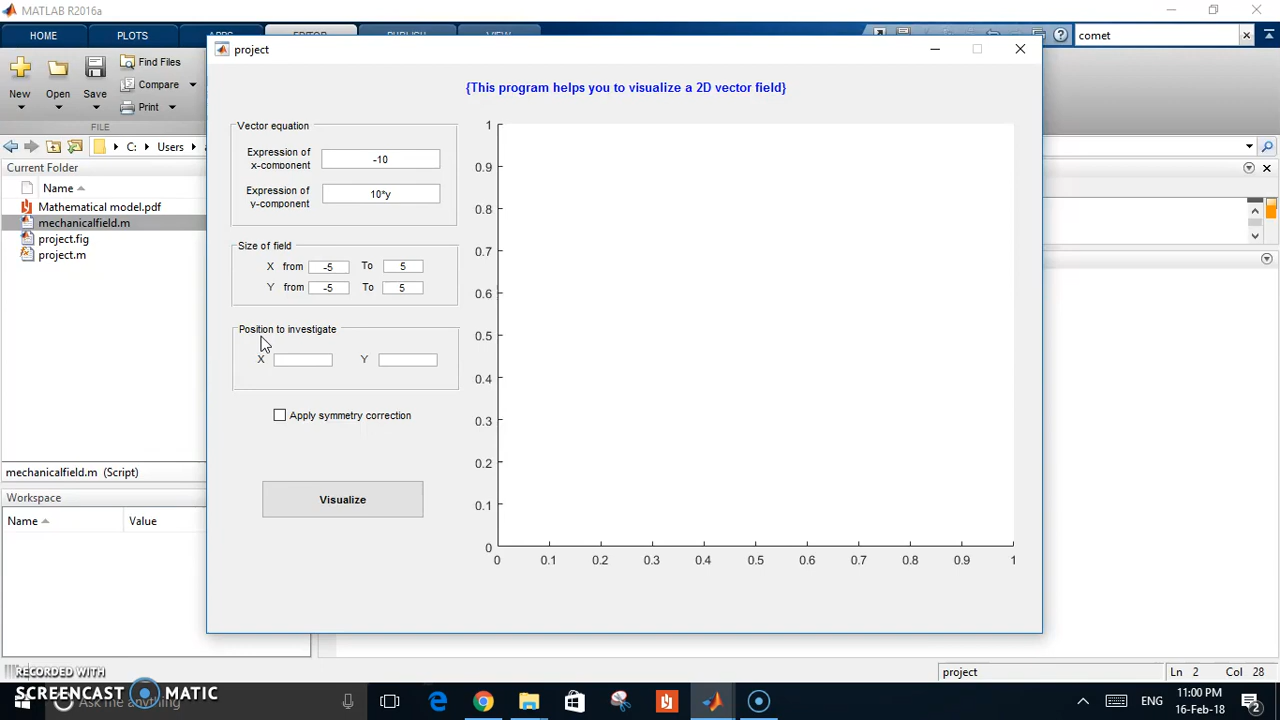 MATLAB R2016a
HOME
PLOTS
comet
project
New
Open
Save
Find Files
Compare
Print
FILE
C:
Users
Current Folder
Name
Mathematical model.pdf
mechanicalfield.m
project.fig
project.m
mechanicalfield.m (Script)
Workspace
Name
Value
{This program helps you to visualize a 2D vector field}
Vector equation
Expression of
x-component
-10
Expression of
y-component
10*y
Size of field
X from -5 To 5
Y from -5 To 5
Position to investigate
X
Y
Apply symmetry correction
Visualize
1
0.9
0.8
0.7
0.6
0.5
0.4
0.3
0.2
0.1
0
0 0.1 0.2 0.3 0.4 0.5 0.6 0.7 0.8 0.9 1
project
Ln 2 Col 28
RECORDED WITH
SCREENCAST MATIC
Ask me anything
ENG
11:00 PM
16-Feb-18
2